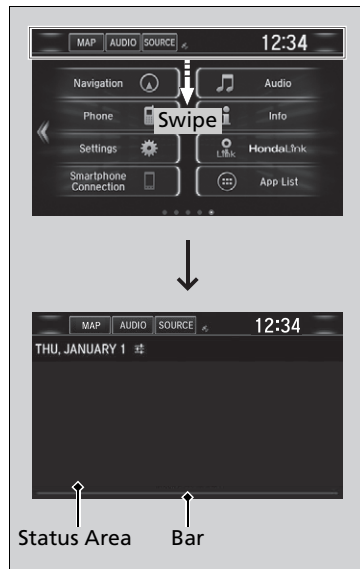 MAP AUDIO SOURCE 12:34
Navigation Audio
Phone Swipe Info
Settings Link HondaLink
Smartphone
Connection App List
MAP AUDIO SOURCE 12:34
THU, JANUARY 1
Status Area Bar